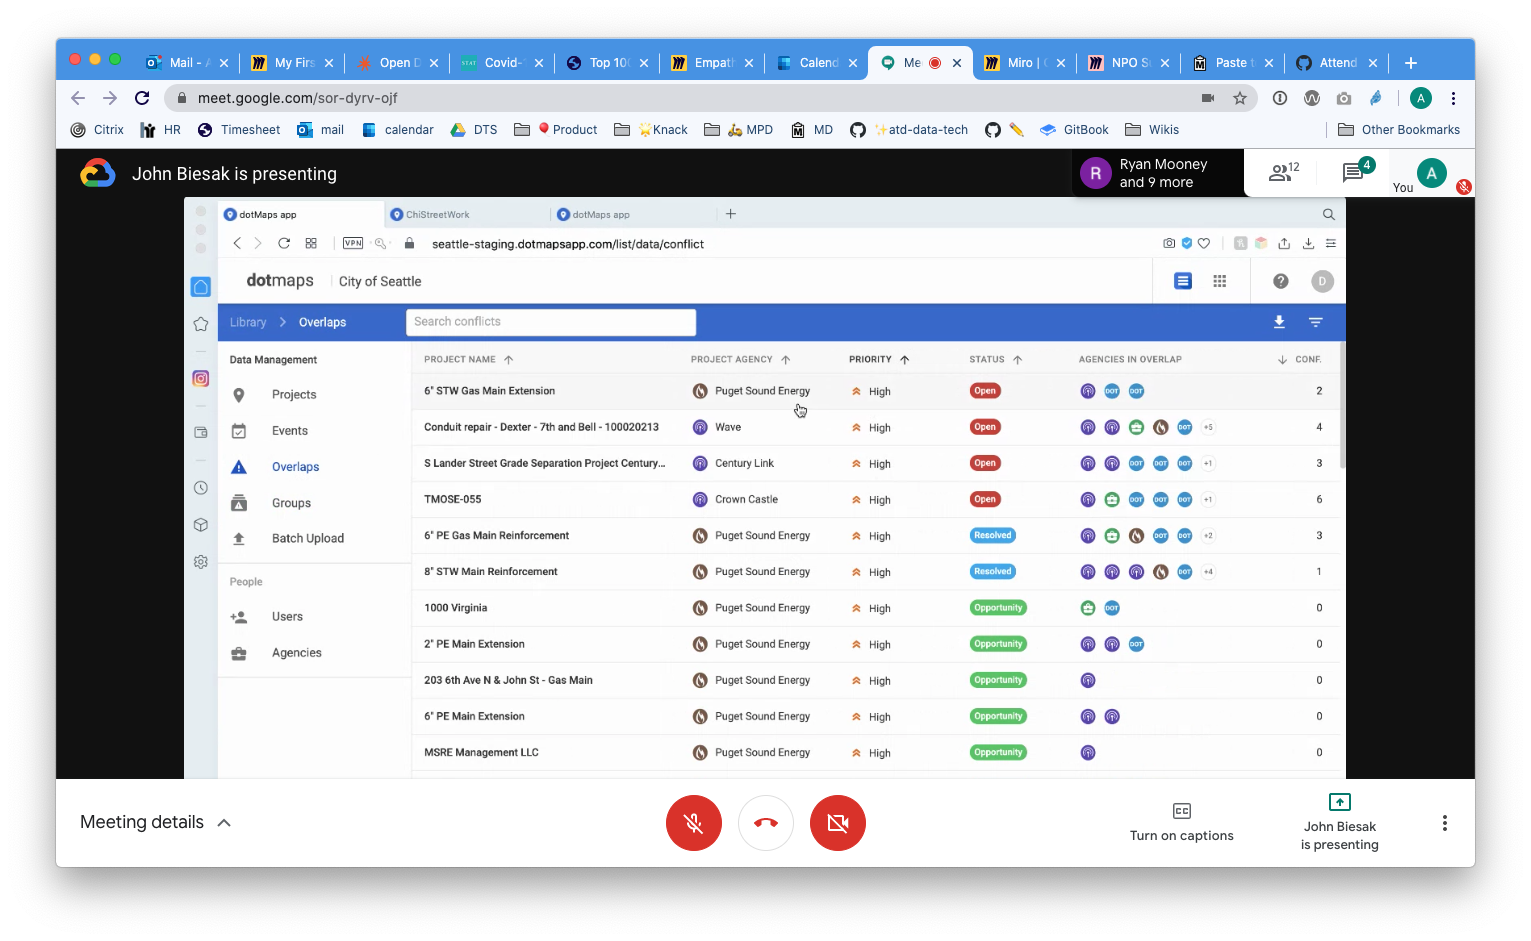 Mail - A
My Firs
Open D
Covid-
Top 10
Empath
Calend
Me
Miro | 
NPO Su
Paste t
Attend
meet.google.com/sor-dyrv-ojf
A
Citrix
HR
Timesheet
mail
calendar
DTS
Product
Knack
MPD
MD
atd-data-tech
GitBook
Wikis
Other Bookmarks
John Biesak is presenting
R
Ryan Mooney
and 9 more
12
4
You
A
dotMaps app
ChiStreetWork
dotMaps app
VPN
seattle-staging.dotmapsapp.com/list/data/conflict
dotmaps
City of Seattle
D
Library
Overlaps
Search conflicts
Data Management
Projects
Events
Overlaps
Groups
Batch Upload
People
Users
Agencies
PROJECT NAME PROJECT AGENCY PRIORITY STATUS AGENCIES IN OVERLAP CONF.
6" STW Gas Main Extension Puget Sound Energy High Open DOT DOT 2
Conduit repair - Dexter - 7th and Bell - 100020213 Wave High Open DOT +5 4
S Lander Street Grade Separation Project Century... Century Link High Open DOT DOT DOT +1 3
TMOSE-055 Crown Castle High Open DOT DOT DOT +1 6
6" PE Gas Main Reinforcement Puget Sound Energy High Resolved DOT DOT +2 3
8" STW Main Reinforcement Puget Sound Energy High Resolved DOT +4 1
1000 Virginia Puget Sound Energy High Opportunity DOT 0
2" PE Main Extension Puget Sound Energy High Opportunity DOT 0
203 6th Ave N & John St - Gas Main Puget Sound Energy High Opportunity 0
6" PE Main Extension Puget Sound Energy High Opportunity 0
MSRE Management LLC Puget Sound Energy High Opportunity 0
Meeting details
CC
Turn on captions
John Biesak
is presenting